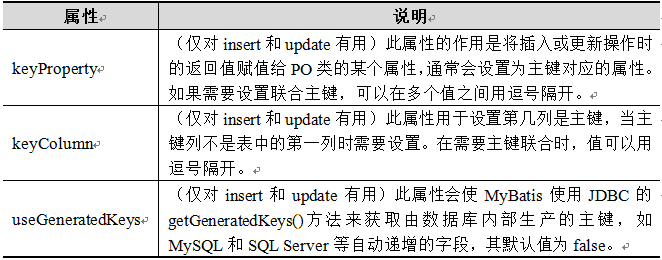 属性 说明
（仅对 insert 和 update 有用）此属性的作用是将插入或更新操作时
keyProperty 的返回值赋值给 PO 类的某个属性，通常会设置为主键对应的属性。
如果需要设置联合主键，可以在多个值之间用逗号隔开。
（仅对 insert 和 update 有用）此属性用于设置第几列是主键，当主
keyColumn 键列不是表中的第一列时需要设置。在需要主键联合时，值可以用
逗号隔开。
（仅对 insert 和 update 有用）此属性会使 MyBatis 使用 JDBC 的
useGeneratedKeys getGeneratedKeys()方法来获取由数据库内部生产的主键，如
MySQL 和 SQL Server 等自动递增的字段，其默认值为 false。